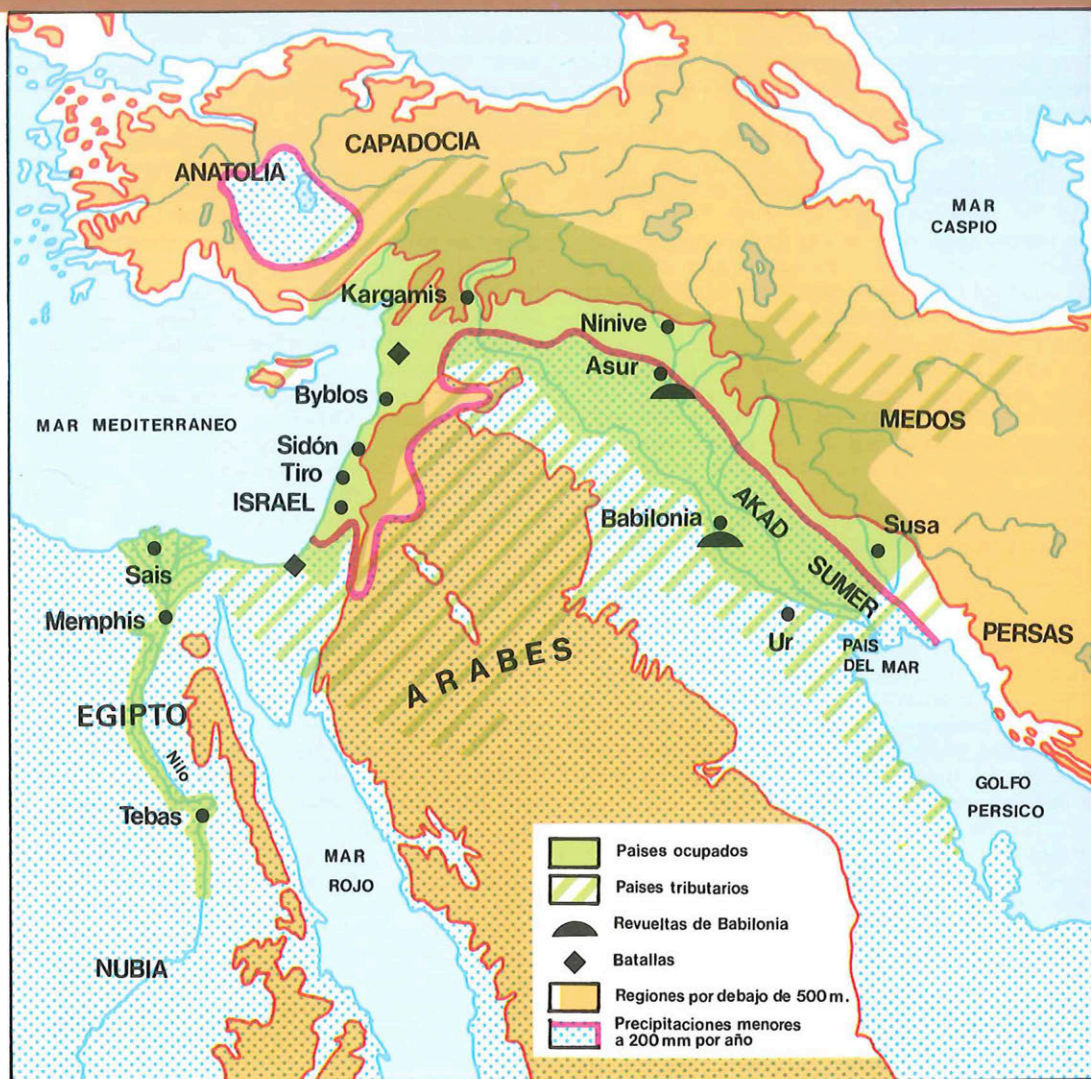 CAPADOCIA
ANATOLIA
MAR
CASPIO
Kargamis
Nínive
Asur
Byblos
MAR MEDITERRANEO
MEDOS
Sidón
Tiro
ISRAEL
AKAD
Babilonia
Susa
Sais
SUMER
Memphis
Ur
PAIS
DEL MAR
PERSAS
ARABES
EGIPTO
Nilo
GOLFO
PERSICO
Tebas
MAR
ROJO
NUBIA
Paises ocupados
Paises tributarios
Revueltas de Babilonia
Batallas
Regiones por debajo de 500 m.
Precipitaciones menores
a 200 mm por año